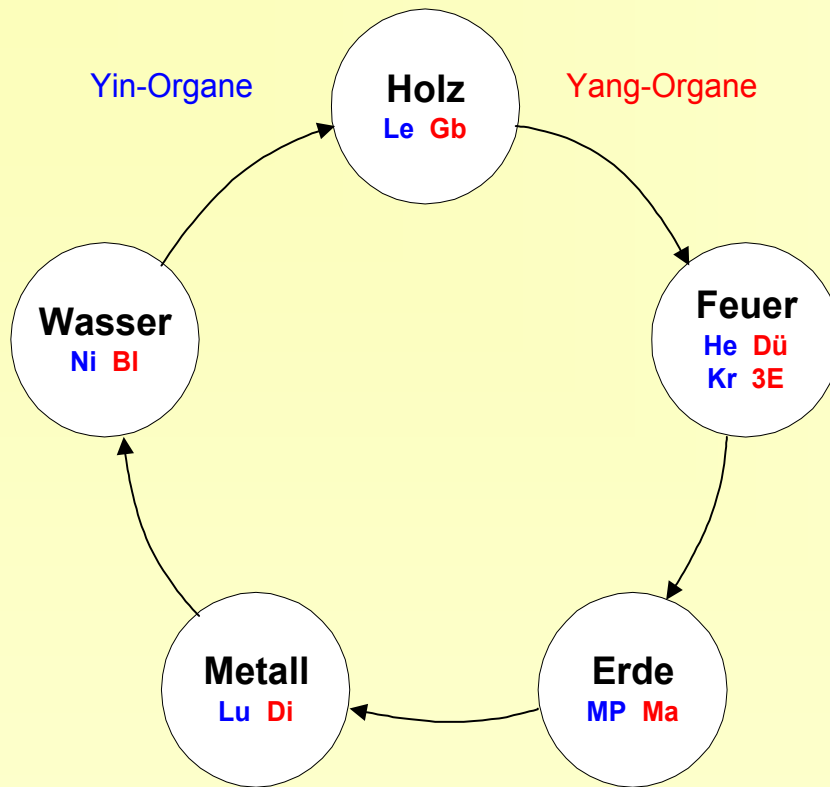 Yin-Organe
Yang-Organe
Holz
Le Gb
Feuer
He Dü
Kr 3E
Erde
MP Ma
Metall
Lu Di
Wasser
Ni Bl